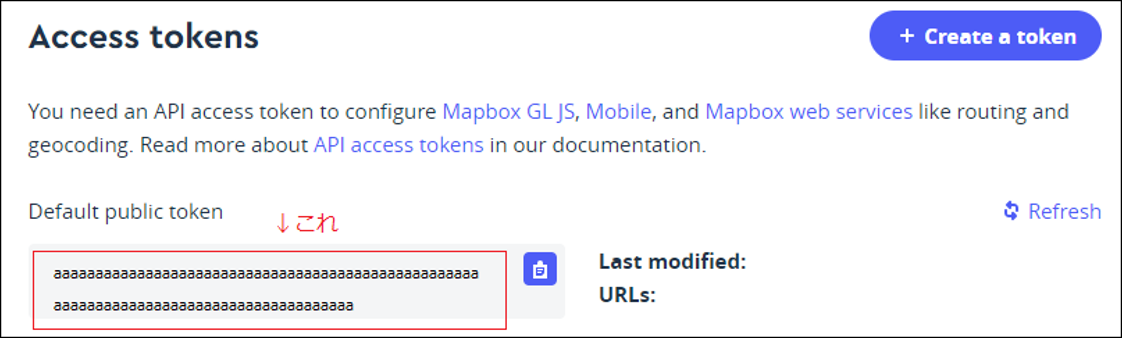 Access tokens
+ Create a token
You need an API access token to configure Mapbox GL JS, Mobile, and Mapbox web services like routing and
geocoding. Read more about API access tokens in our documentation.
Default public token
↓これ
Refresh
aaaaaaaaaaaaaaaaaaaaaaaaaaaaaaaaaaaaaaaaaaaaaaaaaaa
aaaaaaaaaaaaaaaaaaaaaaaaaaaaaaaaaaaa
Last modified:
URLs: